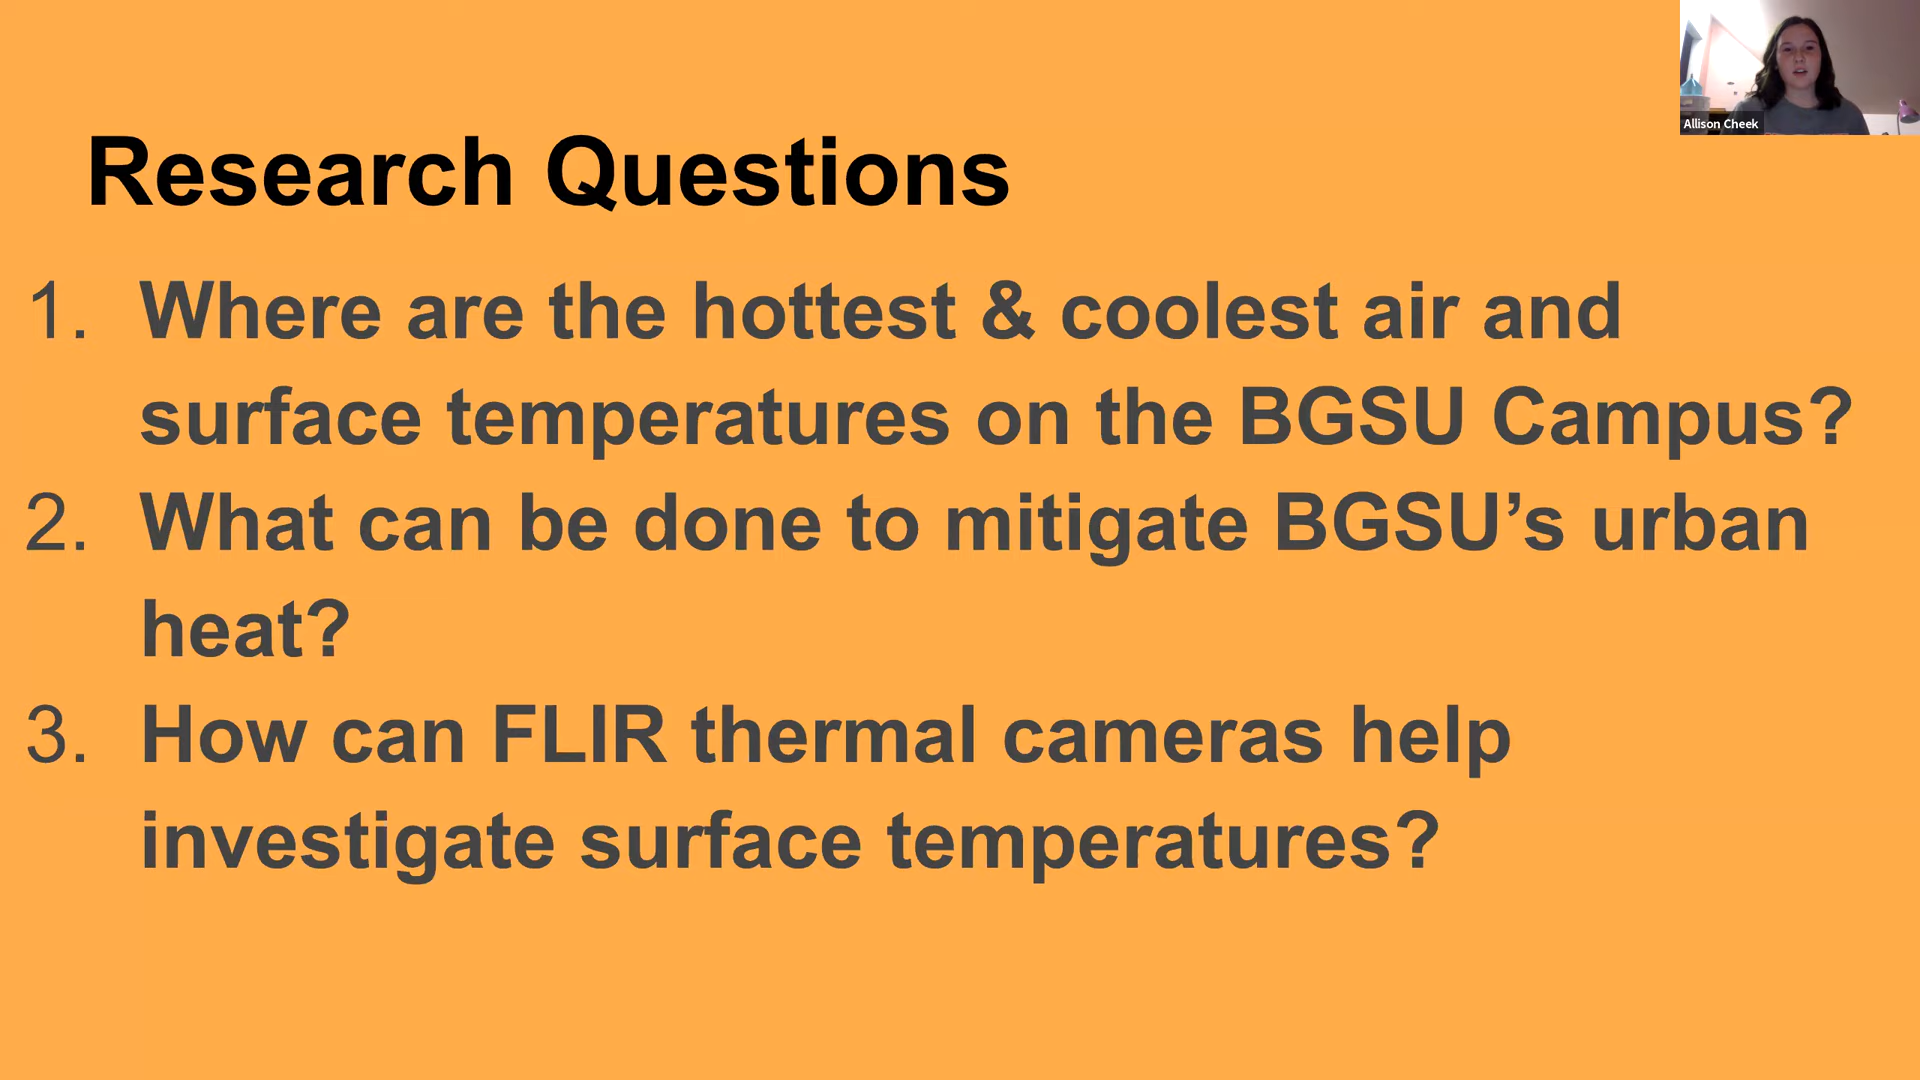 Allison Cheek
Research Questions
1. Where are the hottest & coolest air and
surface temperatures on the BGSU Campus?
2. What can be done to mitigate BGSU’s urban
heat?
3. How can FLIR thermal cameras help
investigate surface temperatures?